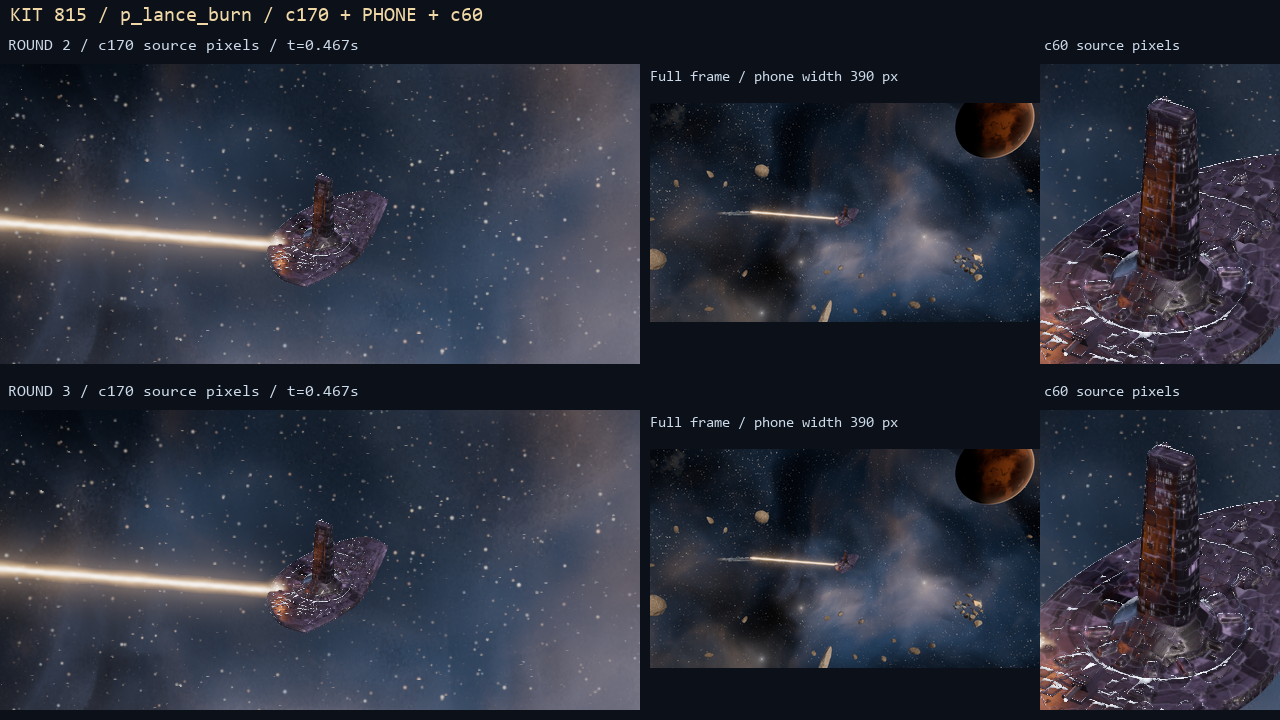 KIT 815 / p_lance_burn / c170 + PHONE + c60
ROUND 2 / c170 source pixels / t=0.467s
c60 source pixels
Full frame / phone width 390 px
ROUND 3 / c170 source pixels / t=0.467s
c60 source pixels
Full frame / phone width 390 px